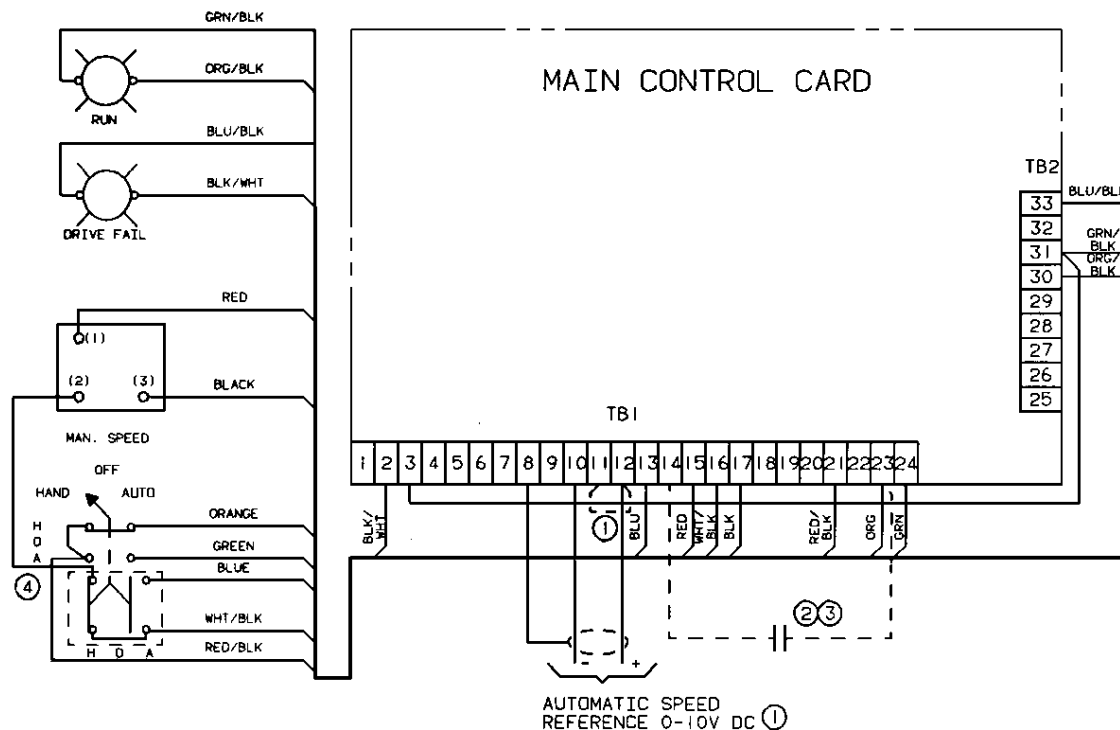 GRN/BLK
ORG/BLK
RUN
BLU/BLK
BLK/WHT
DRIVE FAIL
RED
(1)
(2) (3)
BLACK
MAN. SPEED
OFF
HAND AUTO
H
O
A
ORANGE
GREEN
BLUE
4
WHT/BLK
RED/BLK
H O A
MAIN CONTROL CARD
TB2
33
32
31
30
29
28
27
26
25
BLU/BL
GRN/
BLK
ORG/
BLK
TB1
1 2 3 4 5 6 7 8 9 10 11 12 13 14 15 16 17 18 19 20 21 22 23 24
BLK/
WHT
1
BLU
RED
WHT/
BLK
BLK
RED/
BLK
ORG
GRN
2 3
- +
AUTOMATIC SPEED
REFERENCE 0-10V DC 1